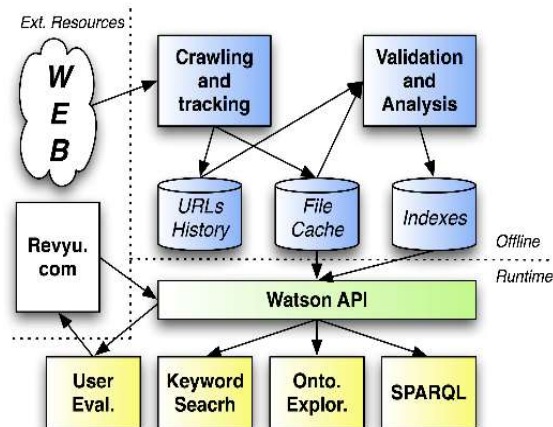 Ext. Resources
W
E
B
Crawling
and
tracking
Validation
and
Analysis
URLs
History
File
Cache
Indexes
Offline
Runtime
Revyu.
com
Watson API
User
Eval.
Keyword
Seacrh
Onto.
Explor.
SPARQL